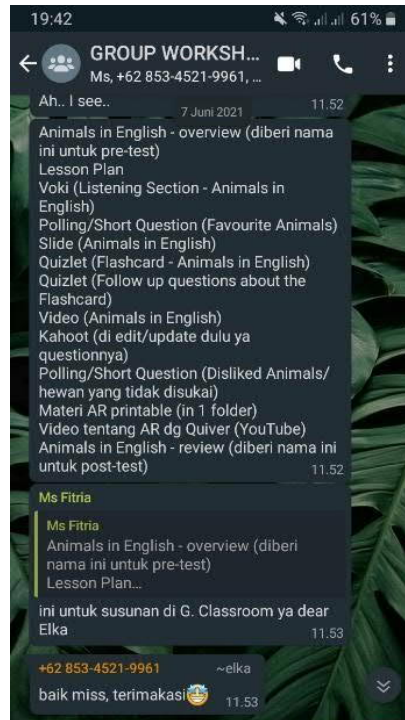 19:42 61%
GROUP WORKSH...
Ms, +62 853-4521-9961, ...
Ah.. I see.. 11.52
7 Juni 2021
Animals in English - overview (diberi nama
ini untuk pre-test)
Lesson Plan
Voki (Listening Section - Animals in
English)
Polling/Short Question (Favourite Animals)
Slide (Animals in English)
Quizlet (Flashcard - Animals in English)
Quizlet (Follow up questions about the
Flashcard)
Video (Animals in English)
Kahoot (di edit/update dulu ya
questionnya)
Polling/Short Question (Disliked Animals/
hewan yang tidak disukai)
Materi AR printable (in 1 folder)
Video tentang AR dg Quiver (YouTube)
Animals in English - review (diberi nama ini
untuk post-test) 11.52
Ms Fitria
Ms Fitria
Animals in English - overview (diberi
nama ini untuk pre-test)
Lesson Plan...
ini untuk susunan di G. Classroom ya dear
Elka 11.53
+62 853-4521-9961 ~elka
baik miss, terimakasi🤩 11.53